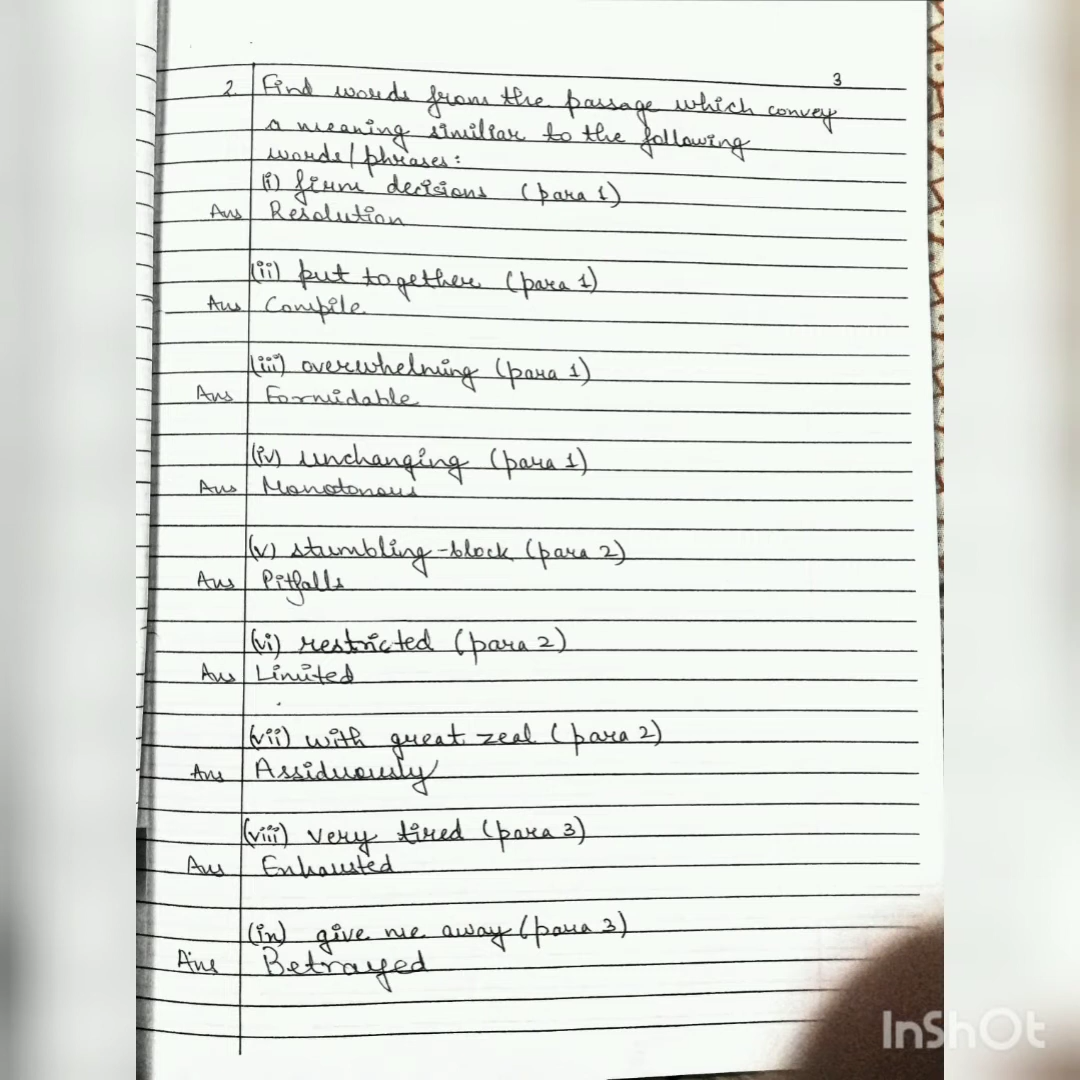 3
2. Find words from the passage which convey
a meaning similiar to the following
words/phrases:
(i) firm decisions (para 1)
Ans Resolution
(ii) put together (para 1)
Ans Compile
(iii) overwhelming (para 1)
Ans Formidable
(iv) unchanging (para 1)
Ans Monotonous
(v) stumbling-block (para 2)
Ans Pitfalls
(vi) restricted (para 2)
Ans Limited
(vii) with great zeal (para 2)
Ans Assiduously
(viii) very tired (para 3)
Ans Enhausted
(ix) give me away (para 3)
Ans Betrayed
InShOt